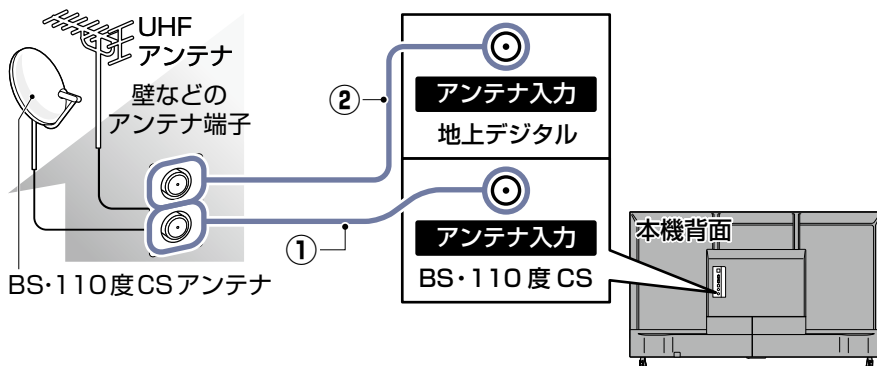 UHF
アンテナ
壁などの
アンテナ端子
BS・110度CSアンテナ
②
①
アンテナ入力
地上デジタル
アンテナ入力
BS・110度CS
本機背面